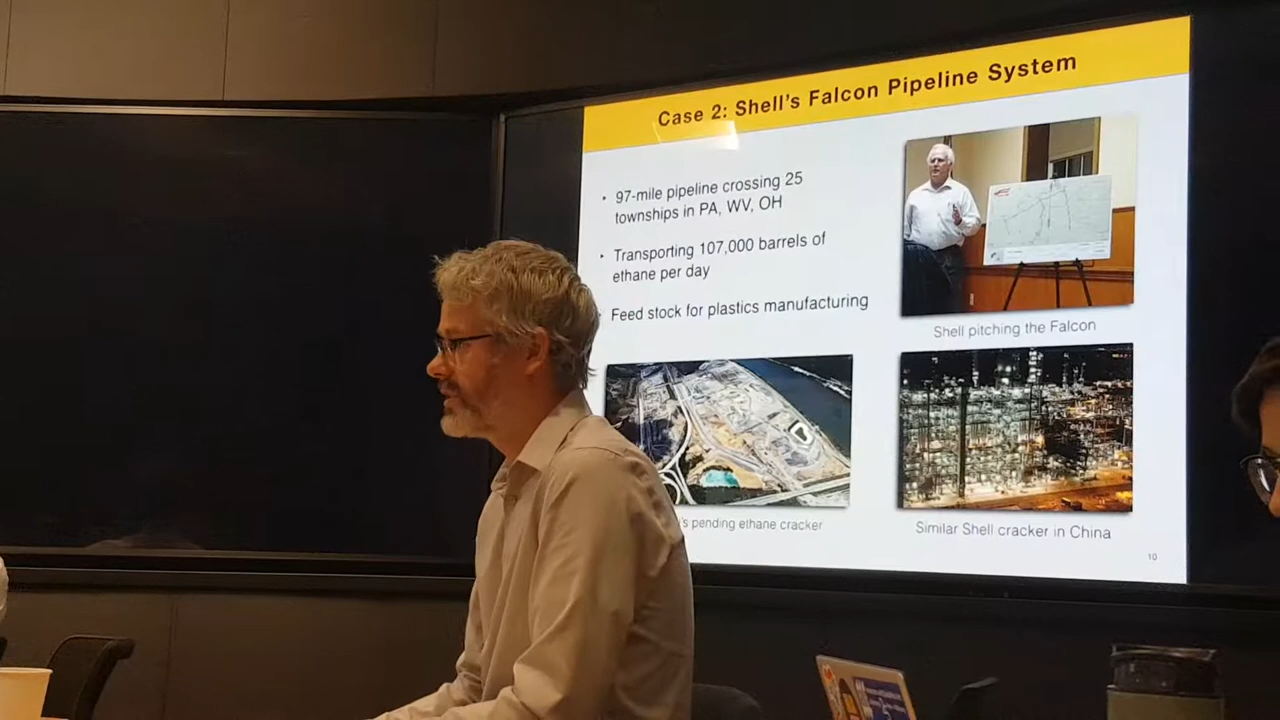 Case 2: Shell's Falcon Pipeline System
• 97-mile pipeline crossing 25
townships in PA, WV, OH
• Transporting 107,000 barrels of
ethane per day
Feed stock for plastics manufacturing
Shell pitching the Falcon
's pending ethane cracker
Similar Shell cracker in China
10